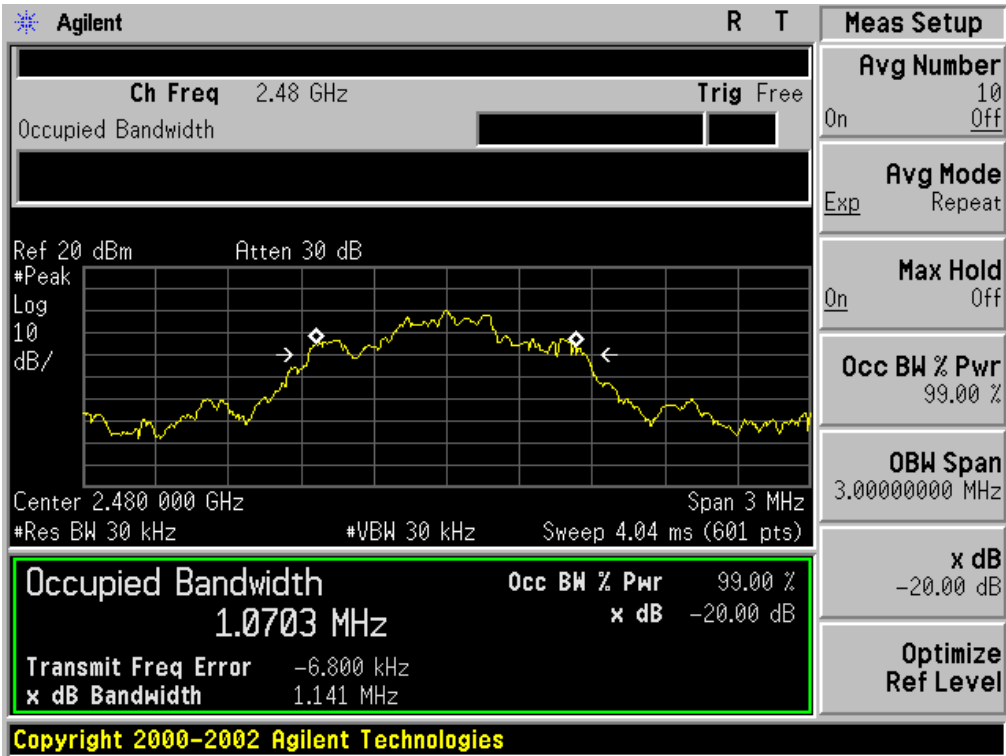 Agilent R T
Ch Freq 2.48 GHz Trig Free
Occupied Bandwidth
Ref 20 dBm Atten 30 dB
#Peak
Log
10
dB/
Center 2.480 000 GHz Span 3 MHz
#Res BW 30 kHz #VBW 30 kHz Sweep 4.04 ms (601 pts)
Occupied Bandwidth Occ BW % Pwr 99.00 %
1.0703 MHz x dB -20.00 dB
Transmit Freq Error -6.800 kHz
x dB Bandwidth 1.141 MHz
Copyright 2000-2002 Agilent Technologies
Meas Setup
Avg Number
10
On Off
Avg Mode
Exp Repeat
Max Hold
On Off
Occ BW % Pwr
99.00 %
OBW Span
3.00000000 MHz
x dB
-20.00 dB
Optimize
Ref Level